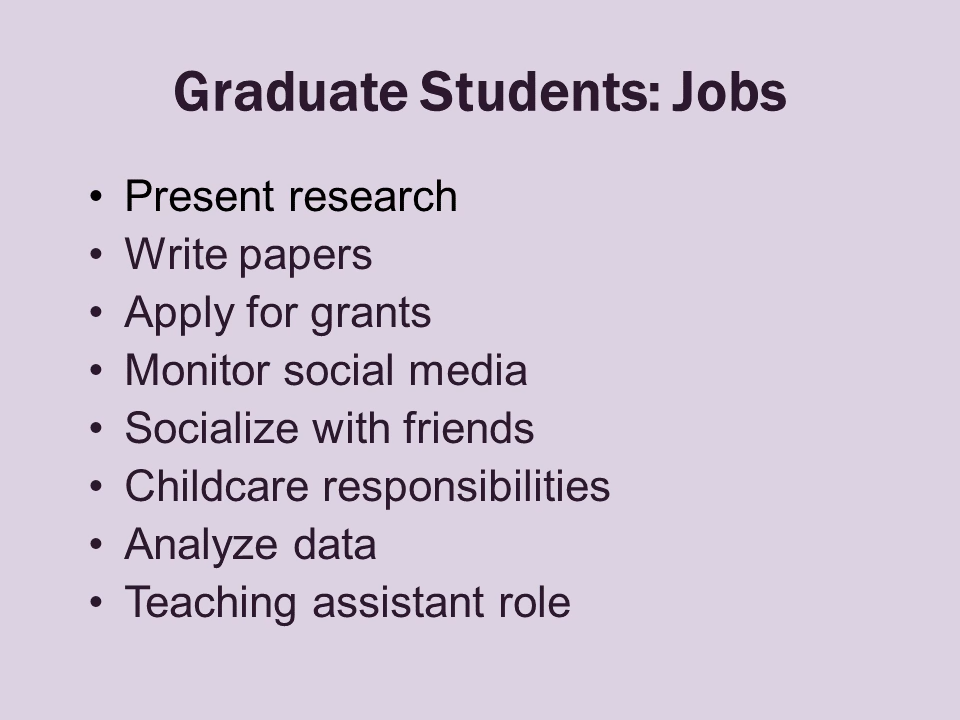 Graduate Students: Jobs
• Present research
• Write papers
• Apply for grants
• Monitor social media
• Socialize with friends
• Childcare responsibilities
• Analyze data
• Teaching assistant role